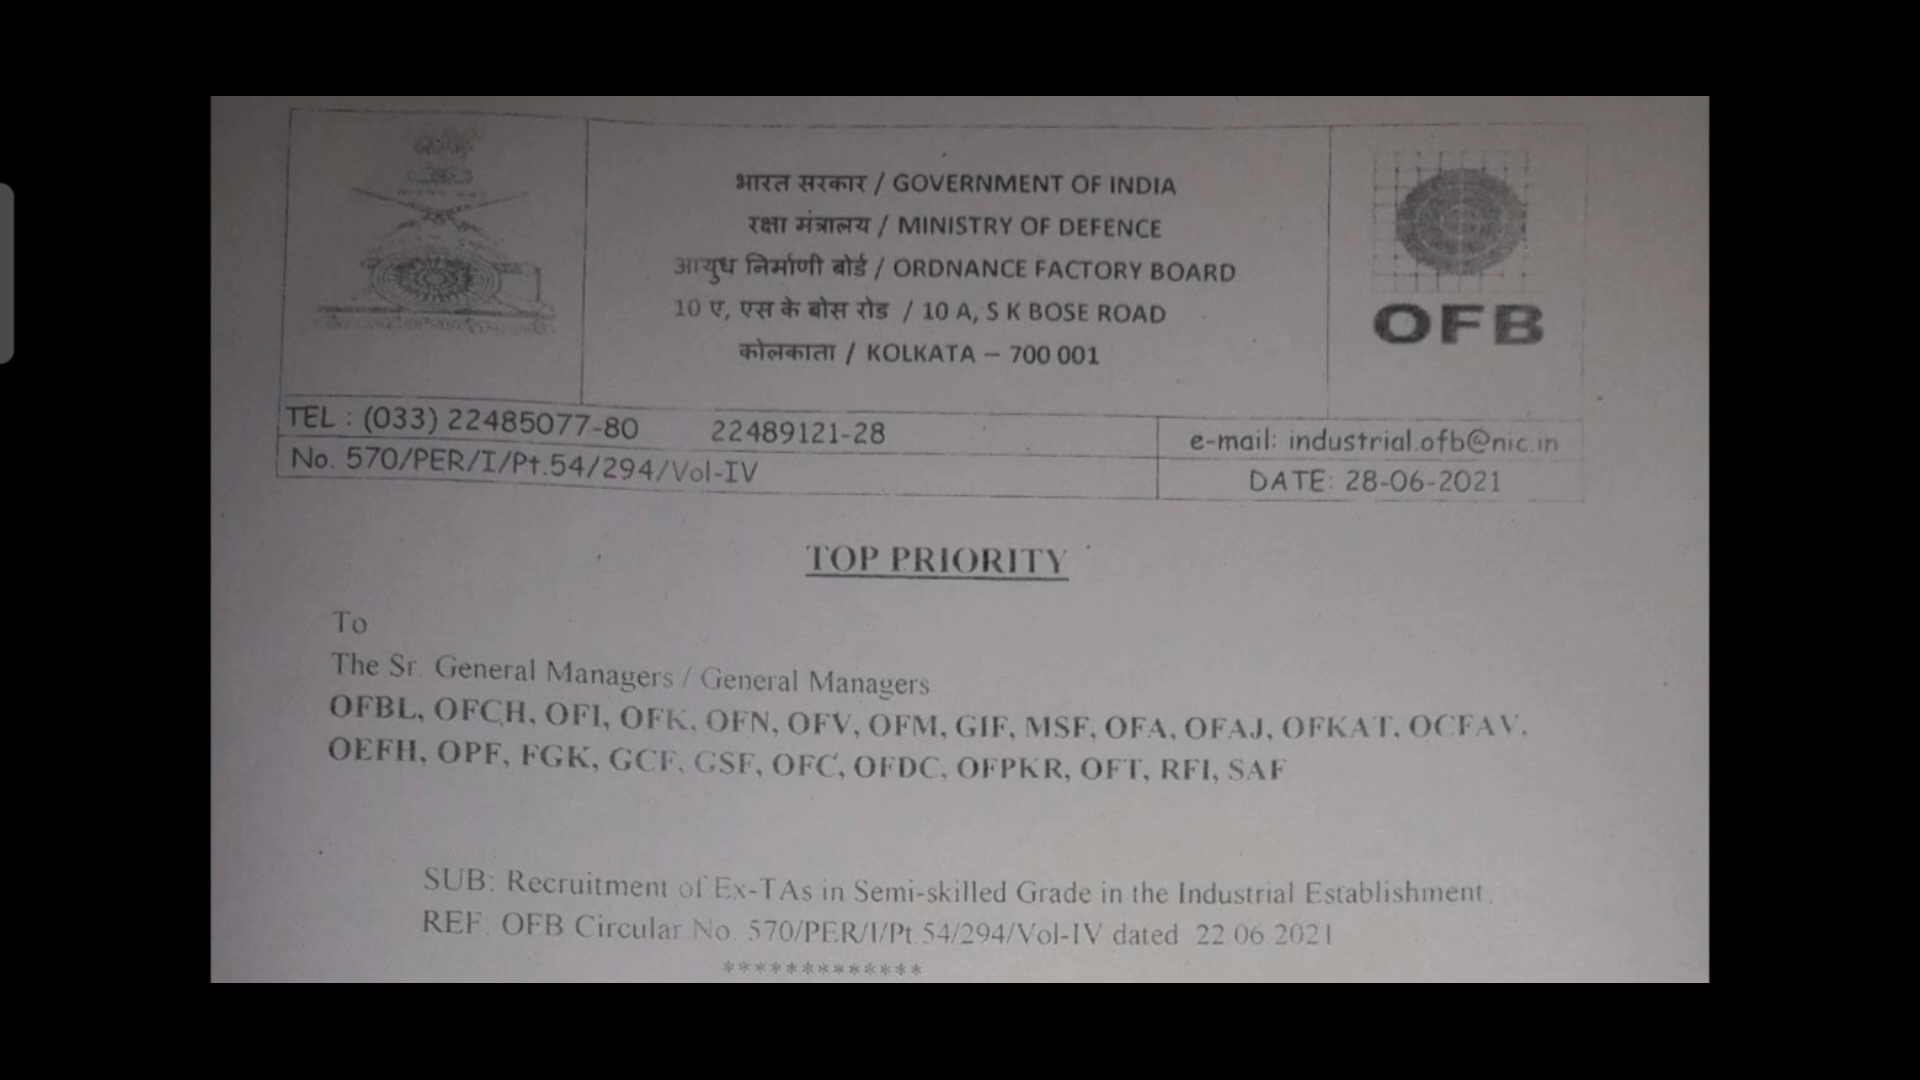 भारत सरकार / GOVERNMENT OF INDIA
रक्षा मंत्रालय / MINISTRY OF DEFENCE
आयुध निर्माणी बोर्ड / ORDNANCE FACTORY BOARD
10 ए, एस के बोस रोड / 10 A, S K BOSE ROAD
कोलकाता / KOLKATA – 700 001
OFB
TEL : (033) 22485077-80 22489121-28
e-mail: industrial.ofb@nic.in
No. 570/PER/I/Pt.54/294/Vol-IV
DATE: 28-06-2021
TOP PRIORITY
To
The Sr. General Managers / General Managers
OFBL, OFCH, OFI, OFK, OFN, OFV, OFM, GIF, MSF, OFA, OFAJ, OFKAT, OCFAV,
OEFH, OPF, FGK, GCF, GSF, OFC, OFDC, OFPKR, OFT, RFI, SAF
SUB: Recruitment of Ex-TAs in Semi-skilled Grade in the Industrial Establishment.
REF: OFB Circular No. 570/PER/I/Pt.54/294/Vol-IV dated 22.06.2021
*************